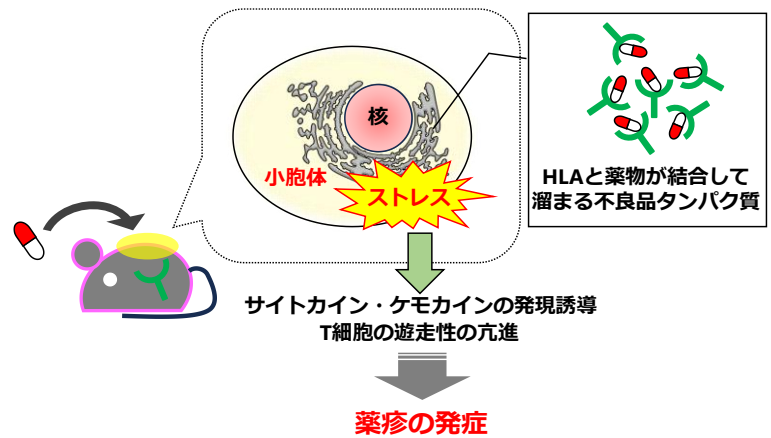 核
小胞体
ストレス
HLAと薬物が結合して
溜まる不良品タンパク質
サイトカイン・ケモカインの発現誘導
T細胞の遊走性の亢進
薬疹の発症